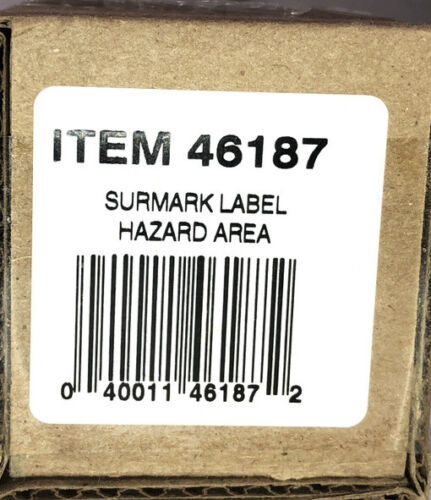 ITEM 46187
SURMARK LABEL
HAZARD AREA
0 40011 46187 2